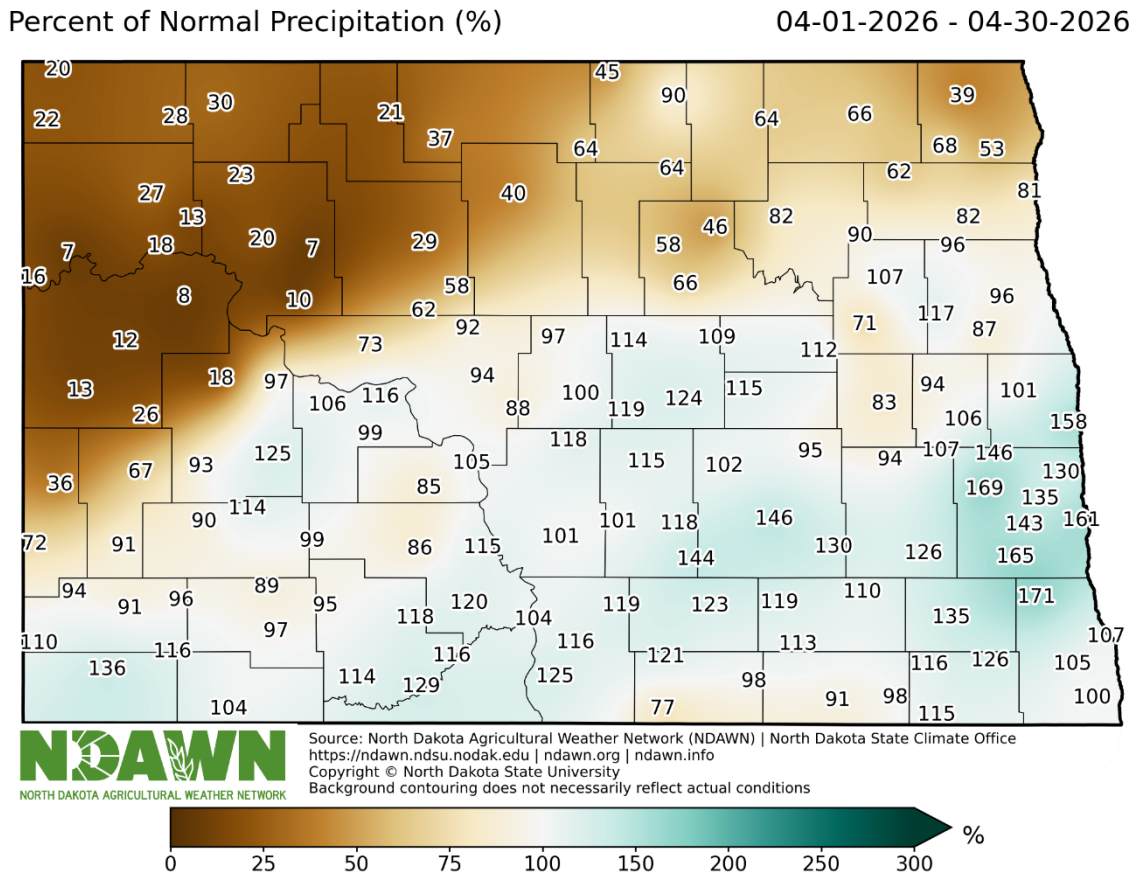 Percent of Normal Precipitation (%) 04-01-2026 - 04-30-2026
20 45
90 39
30
22 28 21 64 66
37 64 68 53
64 62
23
27 40 81
13 46 82 82
7 18 20 7 29 58 90 96
16 107
8 58 66 96
10 62 117
12 73 92 97 114 109 112 71 87
13 18 97 94 100 124 115 94 101
26 106 116 88 119 83 106 158
99 118 95 107
67 93 125 105 115 102 94 146 130
36 85 169 135
114 101 118 146 143 161
72 91 90 99 86 115 101 144 130 126 165
94 91 96 89 95 120 119 123 119 110 171
118 104 135
110 97 116 113 107
116 116 121 116 126 105
136 114 129 125 98 91 98 100
104 77 115
NDAWN
NORTH DAKOTA AGRICULTURAL WEATHER NETWORK
Source: North Dakota Agricultural Weather Network (NDAWN) | North Dakota State Climate Office
https://ndawn.ndsu.nodak.edu | ndawn.org | ndawn.info
Copyright © North Dakota State University
Background contouring does not necessarily reflect actual conditions
%
0 25 50 75 100 150 200 250 300